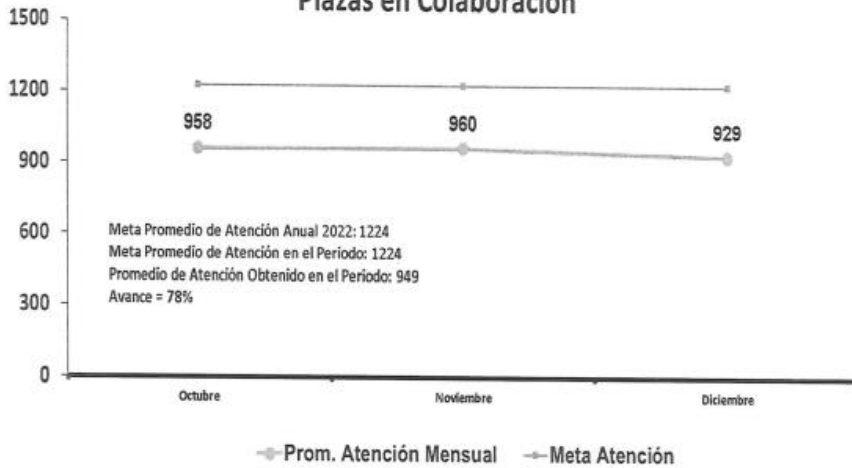 Plazas en Colaboración
1500
1200
900
600
300
0
958
960
929
Meta Promedio de Atención Anual 2022: 1224
Meta Promedio de Atención en el Periodo: 1224
Promedio de Atención Obtenido en el Periodo: 949
Avance = 78%
Octubre
Noviembre
Diciembre
Prom. Atención Mensual
Meta Atención